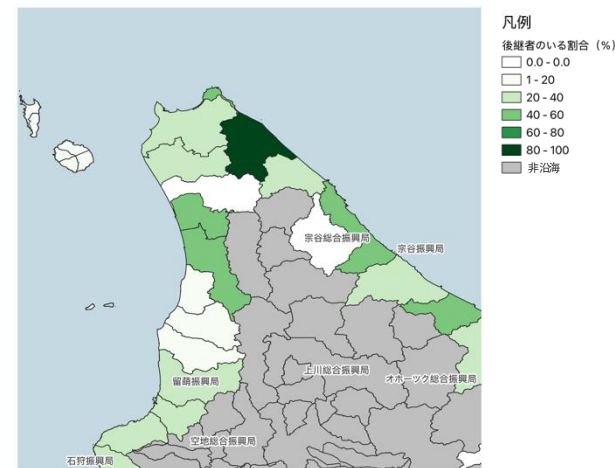 凡例
後継者のいる割合（%）
0.0 - 0.0
1 - 20
20 - 40
40 - 60
60 - 80
80 - 100
非沿海
宗谷総合振興局
宗谷振興局
上川総合振興局
留萌振興局
オホーツク総合振興局
空地総合振興局
石狩振興局